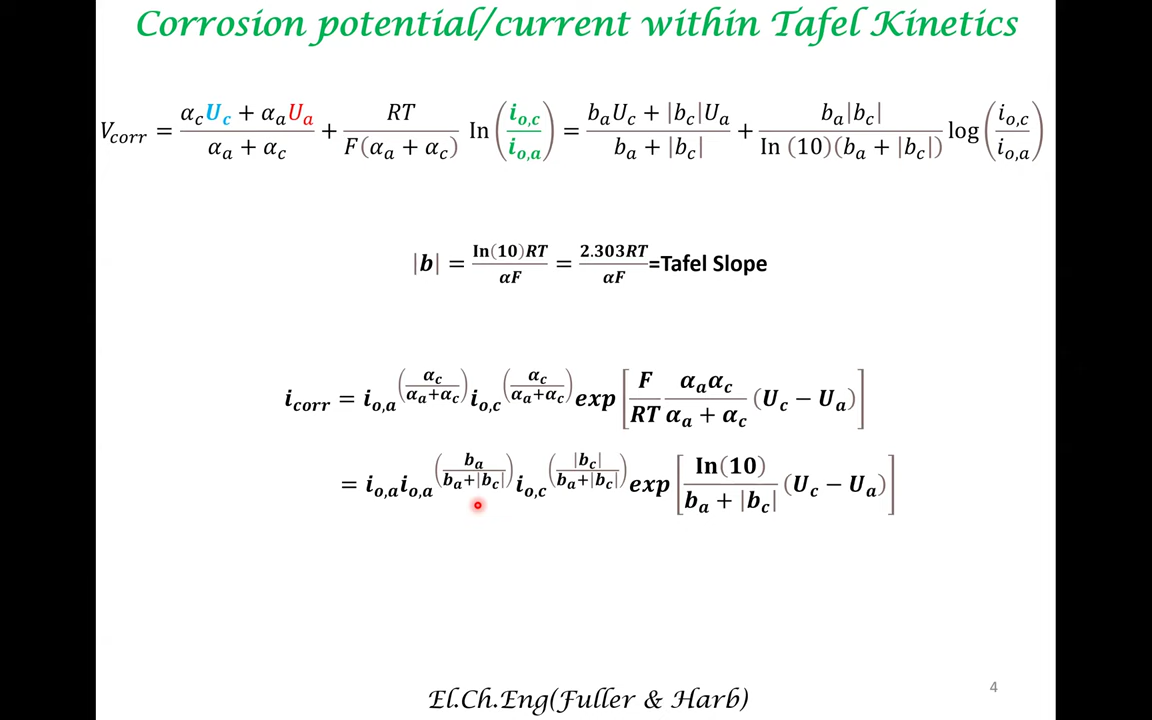 Corrosion potential/current within Tafel Kinetics
V_corr = (α_c U_c + α_a U_a)/(α_a + α_c) + RT/(F(α_a + α_c)) In (i_o,c/i_o,a) = (b_a U_c + |b_c| U_a)/(b_a + |b_c|) + b_a|b_c|/(In (10)(b_a + |b_c|)) log (i_o,c/i_o,a)
|b| = In(10)RT/αF = 2.303RT/αF =Tafel Slope
i_corr = i_o,a^(α_c/(α_a+α_c)) i_o,c^(α_c/(α_a+α_c)) exp [F/RT α_a α_c/(α_a + α_c) (U_c − U_a)]
= i_o,a i_o,a^(b_a/(b_a+|b_c|)) i_o,c^(|b_c|/(b_a+|b_c|)) exp [In(10)/(b_a + |b_c|) (U_c − U_a)]
El.Ch.Eng(Fuller & Harb)
4